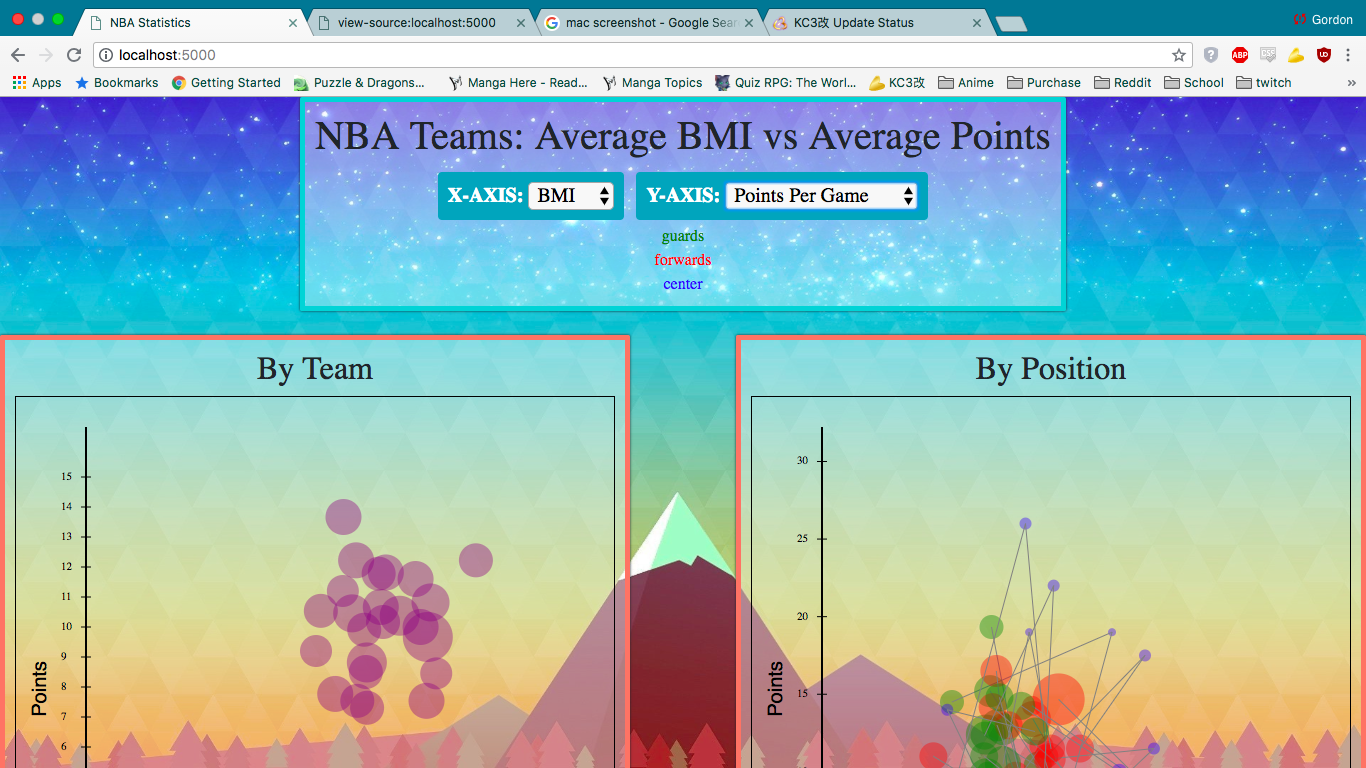 NBA Statistics
view-source:localhost:5000
mac screenshot - Google Sear
KC3改 Update Status
Gordon
localhost:5000
ABP
Apps
Bookmarks
Getting Started
Puzzle & Dragons...
Manga Here - Read...
Manga Topics
Quiz RPG: The Worl...
KC3改
Anime
Purchase
Reddit
School
twitch
»
NBA Teams: Average BMI vs Average Points
X-AXIS: BMI
Y-AXIS: Points Per Game
guards
forwards
center
By Team
15
14
13
12
11
10
9
8
7
6
Points
By Position
30
25
20
15
Points